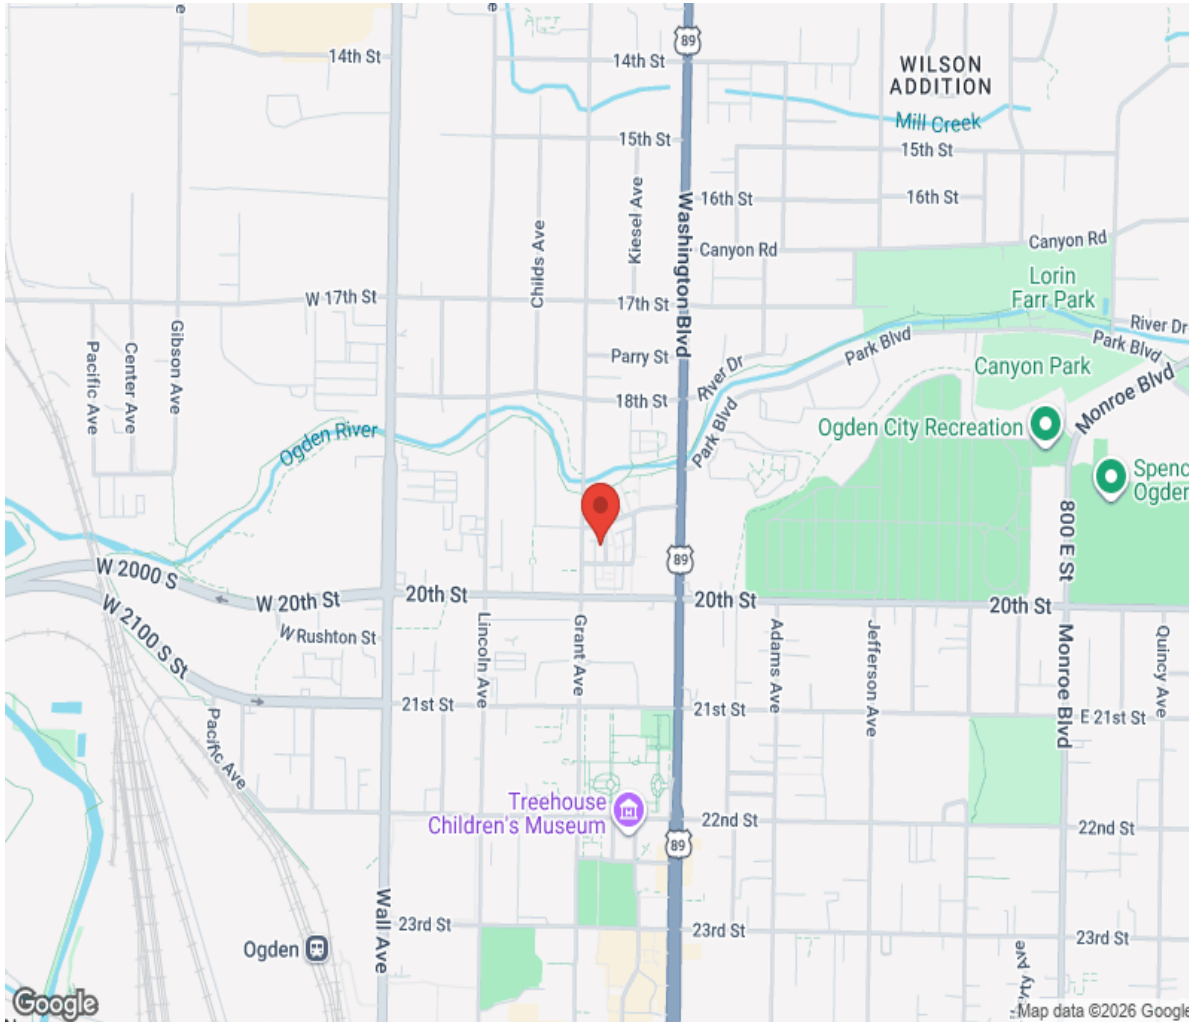 e
e
89
14th St
14th St
WILSON
ADDITION
Mill Creek
15th St
15th St
Kiesel Ave
16th St
16th St
Washington Blvd
Childs Ave
Canyon Rd
Canyon Rd
Lorin
Farr Park
W 17th St
17th St
River Dr
Park Blvd
Park Blvd
Gibson Ave
Center Ave
Pacific Ave
Parry St
Canyon Park
River Dr
18th St
Monroe Blvd
Park Blvd
Ogden River
Ogden City Recreation
Spenc
Ogden
800 E St
89
W 2000 S
W 20th St
20th St
20th St
20th St
W 2100 S St
W Rushton St
Lincoln Ave
Grant Ave
Adams Ave
Jefferson Ave
Monroe Blvd
Quincy Ave
21st St
21st St
E 21st St
Pacific Ave
Treehouse
Children's Museum
22nd St
22nd St
89
Wall Ave
23rd St
23rd St
23rd St
Ogden
Google
Map data ©2026 Google